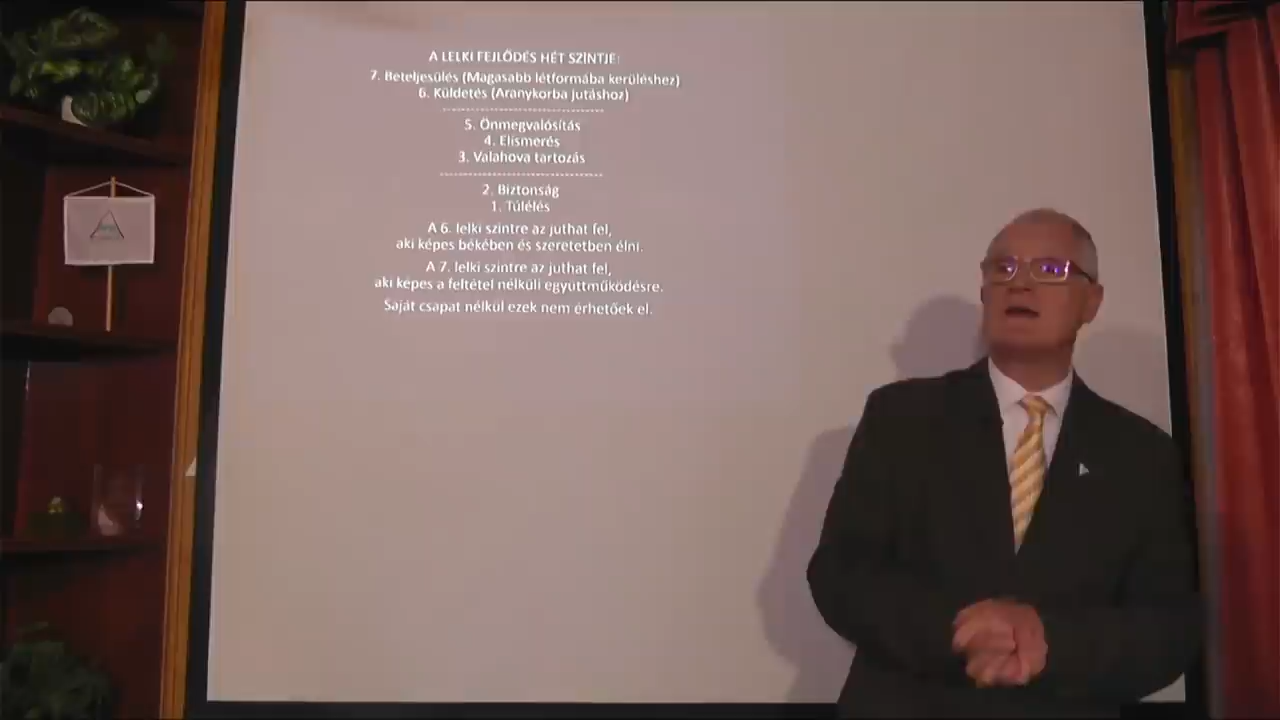 A LELKI FEJLŐDÉS HÉT SZINTJE:
7. Beteljesülés (Magasabb létformába kerüléshez)
6. Küldetés (Aranykorba jutáshoz)
------------------------------
5. Önmegvalósítás
4. Elismerés
3. Valahova tartozás
------------------------------
2. Biztonság
1. Túlélés
A 6. lelki szintre az juthat fel,
aki képes békében és szeretetben élni.
A 7. lelki szintre az juthat fel,
aki képes a feltétel nélküli együttműködésre.
Saját csapat nélkül ezek nem érhetőek el.